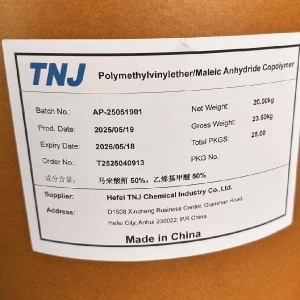 TNJ Polymethylvinylether/Maleic Anhydride Copolymer
Batch No.: AP-25051901 Net Weight: 20.00kg
Prod. Date: 2025/05/19 Gross Weight: 23.50kg
Expiry Date: 2026/05/18 Total PKGS: 25.00
Order No.: T2525040913 PKG No.:
成分含量: 马来酸酐 50%，乙烯基甲醚 50%
Supplier: Hefei TNJ Chemical Industry Co.,Ltd.
Address: D1508 Xincheng Business Center, Qianshan Road,
Hefei City, Anhui 230022, P.R.China
Made in China